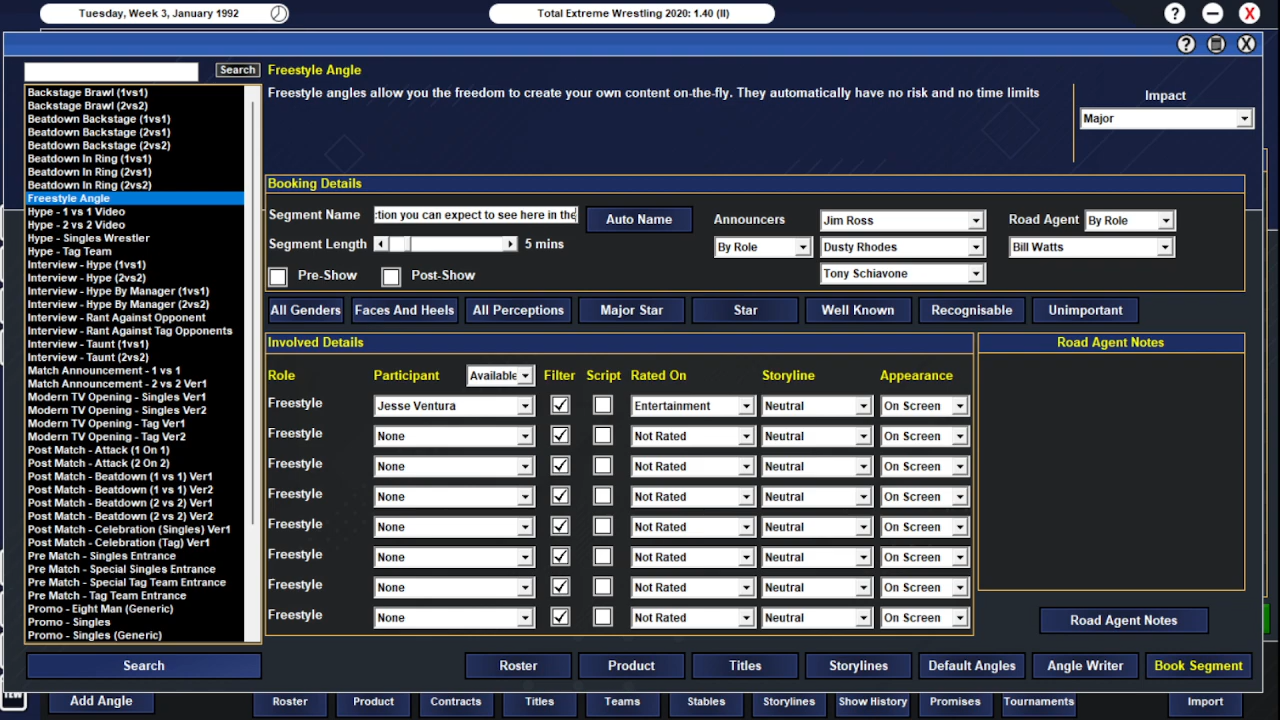 Tuesday, Week 3, January 1992
Total Extreme Wrestling 2020: 1.40 (II)
? X
? X
Search
Freestyle Angle
Freestyle angles allow you the freedom to create your own content on-the-fly. They automatically have no risk and no time limits
Impact
Major
Backstage Brawl (1vs1)
Backstage Brawl (2vs2)
Beatdown Backstage (1vs1)
Beatdown Backstage (2vs2)
Beatdown Backstage (2vs2)
Beatdown In Ring (1vs1)
Beatdown In Ring (1vs1)
Beatdown In Ring (2vs2)
Freestyle Angle
Hype - 1 vs 1 Video
Hype - 2 vs 2 Video
Hype - Singles Wrestler
Hype - Tag Team
Interview - Hype (1vs1)
Interview - Hype (2vs2)
Interview - Hype By Manager (1vs1)
Interview - Hype By Manager (2vs2)
Interview - Rant Against Opponent
Interview - Rant Against Tag Opponents
Interview - Taunt (1vs1)
Interview - Taunt (2vs2)
Match Announcement - 1 vs 1
Match Announcement - 2 vs 2 Ver1
Modern TV Opening - Singles Ver1
Modern TV Opening - Singles Ver2
Modern TV Opening - Tag Ver1
Modern TV Opening - Tag Ver2
Post Match - Attack (1 On 1)
Post Match - Attack (2 On 2)
Post Match - Beatdown (1 vs 1) Ver1
Post Match - Beatdown (1 vs 1) Ver2
Post Match - Beatdown (2 vs 2) Ver1
Post Match - Beatdown (2 vs 2) Ver2
Post Match - Celebration (Singles) Ver1
Post Match - Celebration (Tag) Ver1
Pre Match - Singles Entrance
Pre Match - Special Singles Entrance
Pre Match - Special Tag Team Entrance
Pre Match - Tag Team Entrance
Promo - Eight Man (Generic)
Promo - Singles
Promo - Singles (Generic)
Search
Booking Details
Segment Name :tion you can expect to see here in the Auto Name Announcers Jim Ross Road Agent By Role
Segment Length 5 mins By Role Dusty Rhodes Bill Watts
Pre-Show Post-Show Tony Schiavone
All Genders Faces And Heels All Perceptions Major Star Star Well Known Recognisable Unimportant
Involved Details Road Agent Notes
Role Participant Available Filter Script Rated On Storyline Appearance
Freestyle Jesse Ventura Entertainment Neutral On Screen
Freestyle None Not Rated Neutral On Screen
Freestyle None Not Rated Neutral On Screen
Freestyle None Not Rated Neutral On Screen
Freestyle None Not Rated Neutral On Screen
Freestyle None Not Rated Neutral On Screen
Freestyle None Not Rated Neutral On Screen
Freestyle None Not Rated Neutral On Screen
Road Agent Notes
Roster Product Titles Storylines Default Angles Angle Writer Book Segment
Add Angle Roster Product Contracts Titles Teams Stables Storylines Show History Promises Tournaments Import